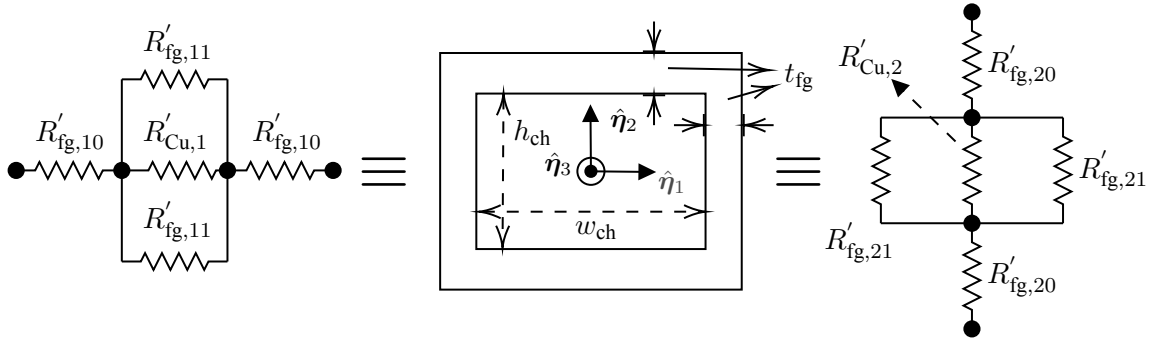 R′fg,11
R′fg,10 R′Cu,1 R′fg,10
R′fg,11
tfg
hch
η̂2
η̂3
η̂1
wch
R′Cu,2
R′fg,20
R′fg,21
R′fg,21
R′fg,20